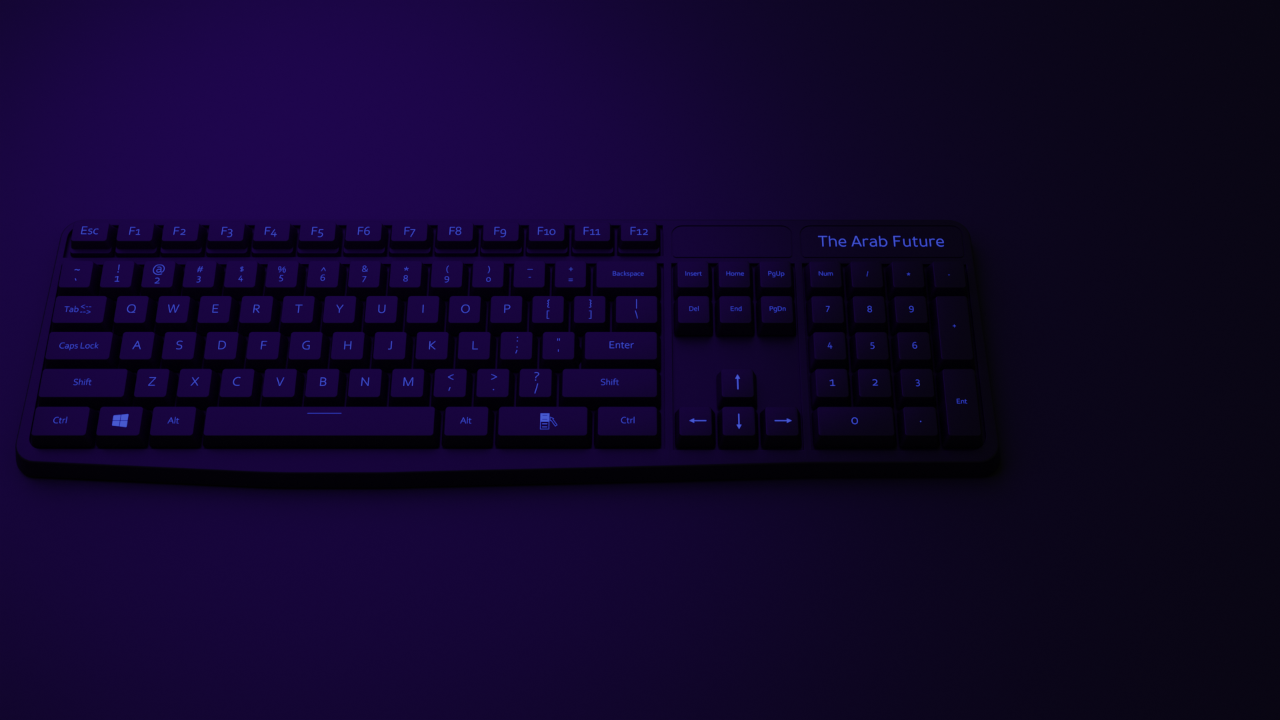 Esc F1 F2 F3 F4 F5 F6 F7 F8 F9 F10 F11 F12
The Arab Future
~ ! @ # $ % ^ & * ( ) _ +
` 1 2 3 4 5 6 7 8 9 0 - = Backspace Insert Home PgUp Num / * -
Tab Q W E R T Y U I O P [ ] | Del End PgDn 7 8 9 +
[ ] \
Caps Lock A S D F G H J K L : " Enter 4 5 6
; '
Shift Z X C V B N M < > ? Shift ↑ 1 2 3 Ent
, . /
Ctrl Alt Alt Ctrl ← ↓ → 0 .